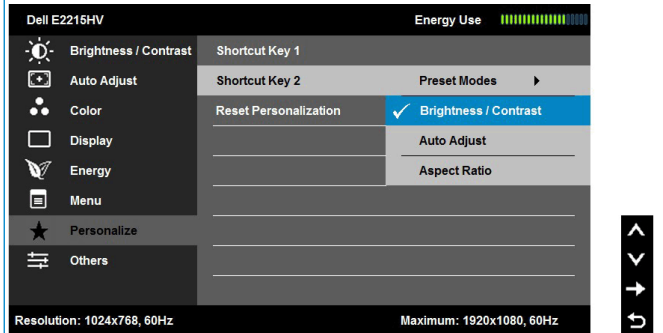 Dell E2215HV Energy Use
Brightness / Contrast Shortcut Key 1
Auto Adjust Shortcut Key 2 Preset Modes
Color Reset Personalization Brightness / Contrast
Display Auto Adjust
Energy Aspect Ratio
Menu
Personalize
Others
Resolution: 1024x768, 60Hz Maximum: 1920x1080, 60Hz